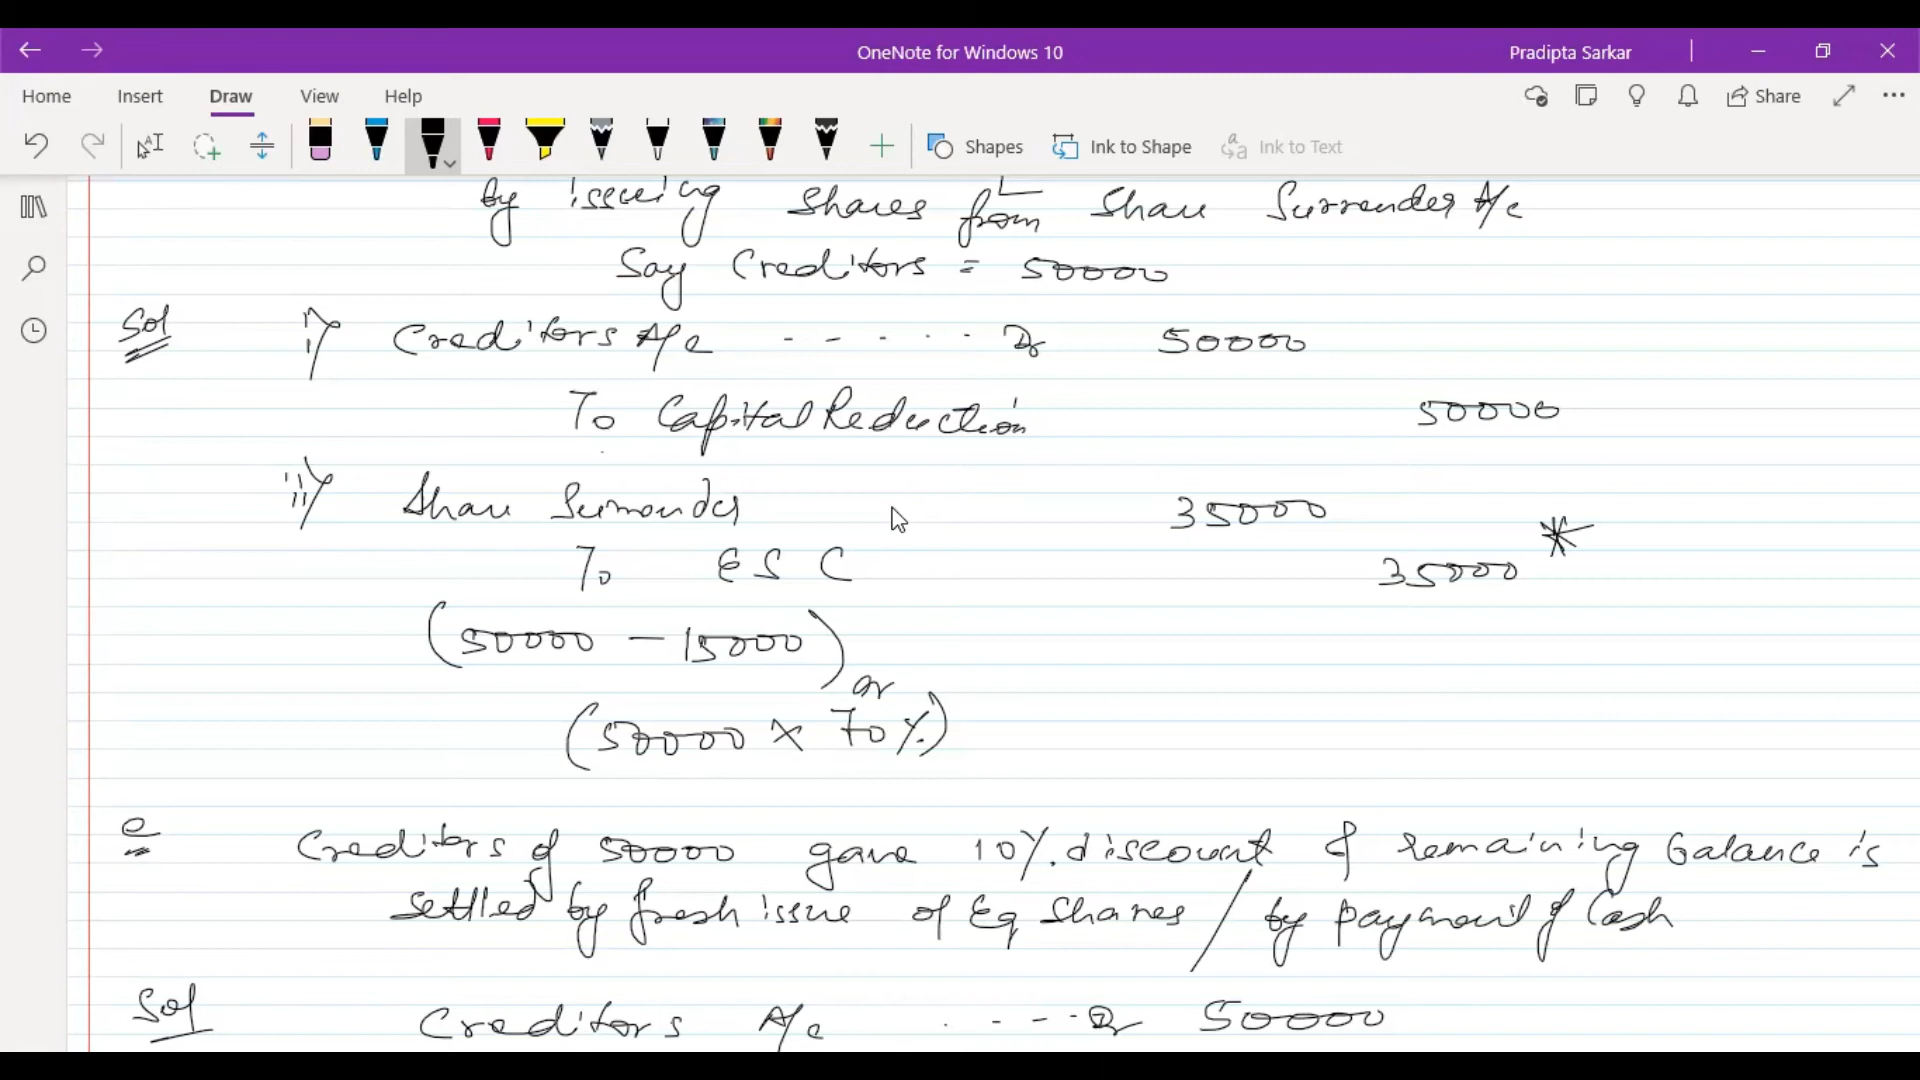 OneNote for Windows 10
Pradipta Sarkar
Home Insert Draw View Help
Share
Shapes Ink to Shape Ink to Text
by issueing shares from Share Surrender A/c
Say Creditors = 50000
Sol i) Creditors A/c - - - - - - Dr 50000
To Capital Reduction 50000
ii) Share Surrender 35000
To E S C 35000 *
(50000 - 15000)
or
(50000 x 70%)
e Creditors of 50000 gave 10% discount & remaining balance is
settled by fresh issue of Eq Shares / by payment of Cash
Sol Creditors A/c - - - - Dr 50000